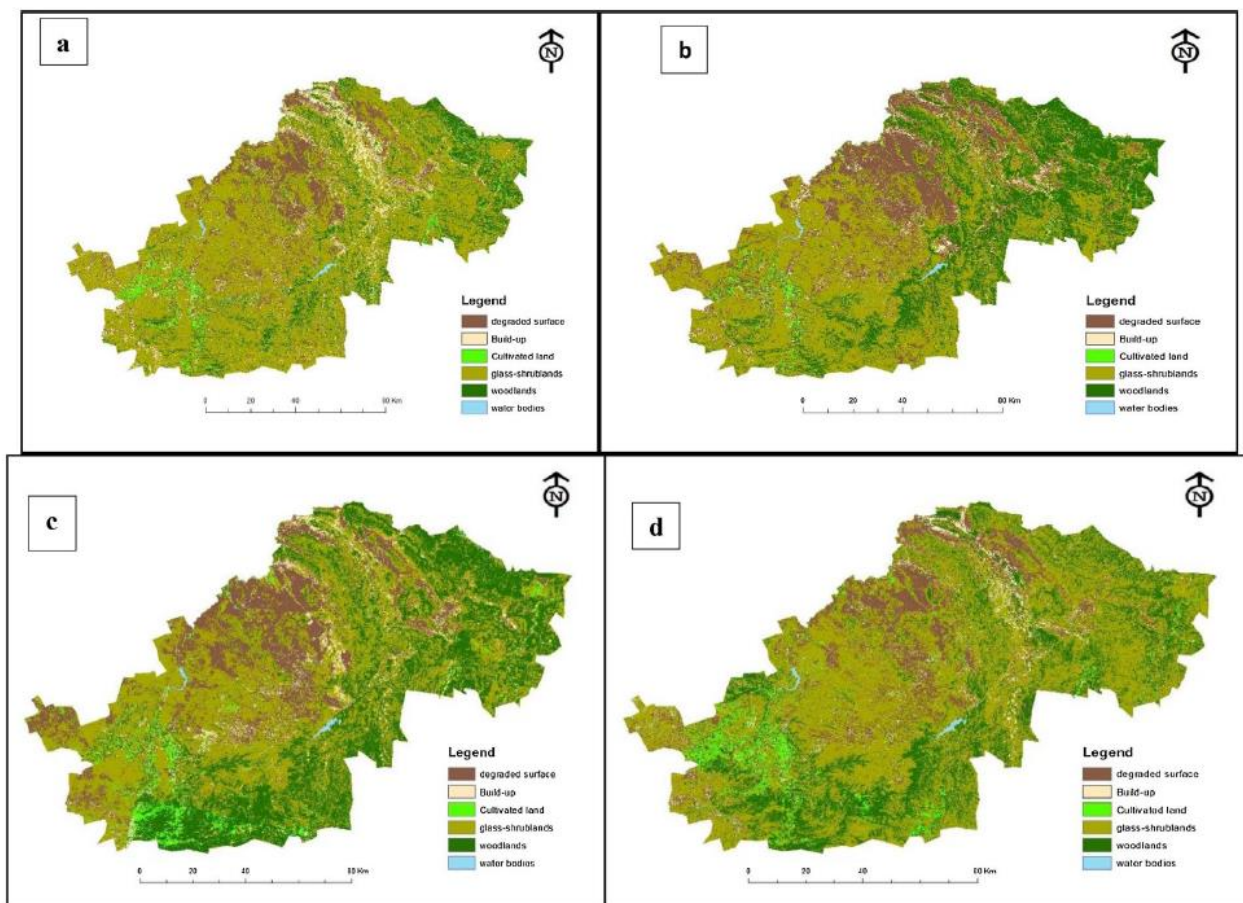 a
N
Legend
degraded surface
Build-up
Cultivated land
glass-shrublands
woodlands
water bodies
0 20 40 80 Km
b
N
Legend
degraded surface
Build-up
Cultivated land
glass-shrublands
woodlands
water bodies
0 20 40 80 Km
c
N
Legend
degraded surface
Build-up
Cultivated land
glass-shrublands
woodlands
water bodies
0 20 40 80 Km
d
N
Legend
degraded surface
Build-up
Cultivated land
glass-shrublands
woodlands
water bodies
0 20 40 80 Km